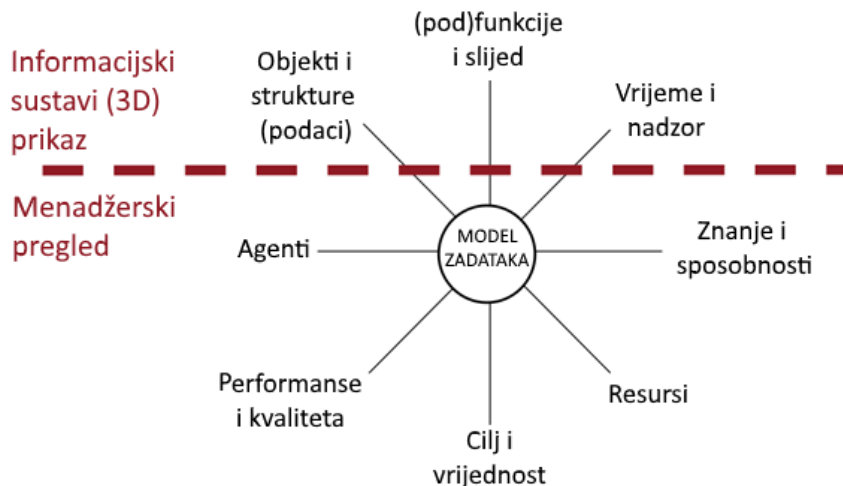 (pod)funkcije
i slijed
Informacijski
sustavi (3D)
prikaz
Objekti i
strukture
(podaci)
Vrijeme i
nadzor
Menadžerski
pregled
Agenti
MODEL
ZADATAKA
Znanje i
sposobnosti
Performanse
i kvaliteta
Resursi
Cilj i
vrijednost